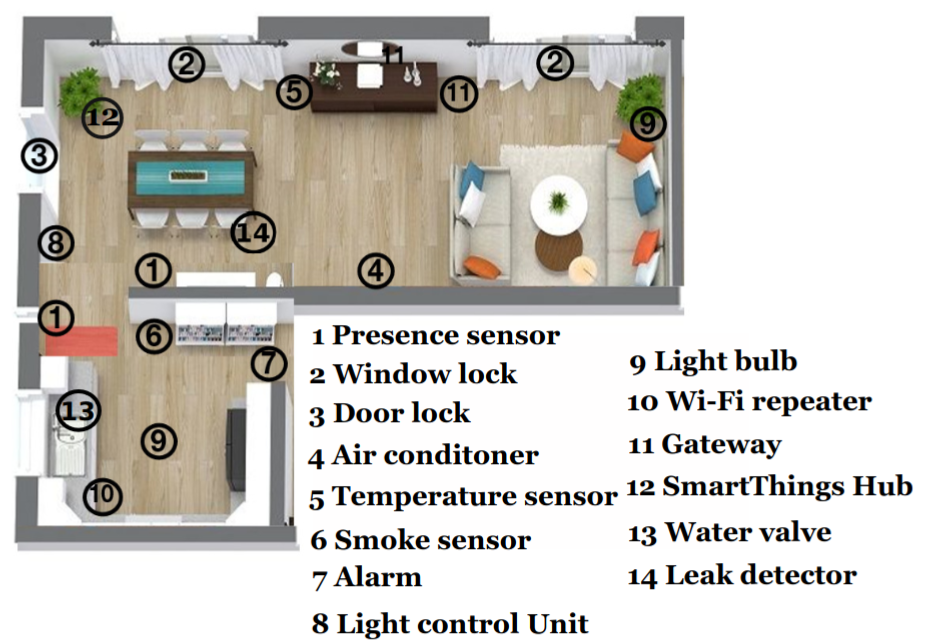 2
2
11
5
11
12
9
3
14
8
1
4
1
6
7
13
9
10
1 Presence sensor
2 Window lock
3 Door lock
4 Air conditoner
5 Temperature sensor
6 Smoke sensor
7 Alarm
8 Light control Unit
9 Light bulb
10 Wi-Fi repeater
11 Gateway
12 SmartThings Hub
13 Water valve
14 Leak detector